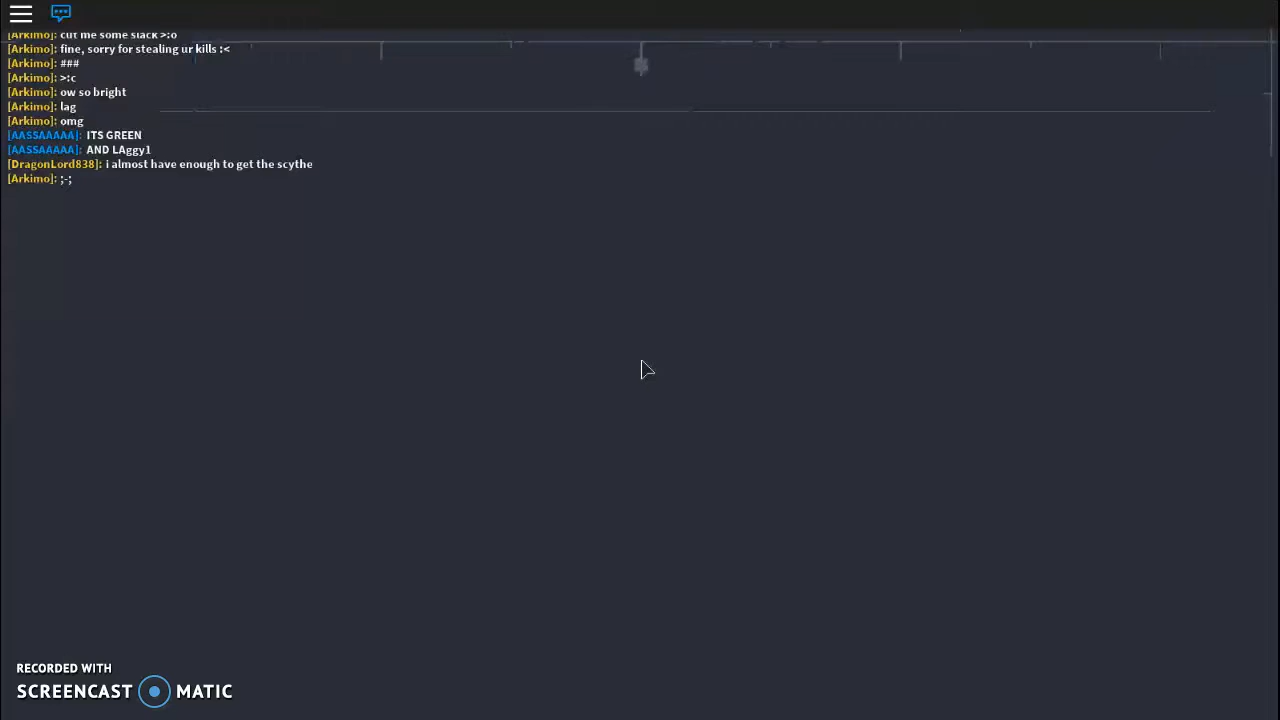 [Arkimo]: cut me some slack >:o
[Arkimo]: fine, sorry for stealing ur kills :<
[Arkimo]: ###
[Arkimo]: >:c
[Arkimo]: ow so bright
[Arkimo]: lag
[Arkimo]: omg
[AASSAAAAA]: ITS GREEN
[AASSAAAAA]: AND LAggy1
[DragonLord838]: i almost have enough to get the scythe
[Arkimo]: ;-;
RECORDED WITH
SCREENCAST MATIC